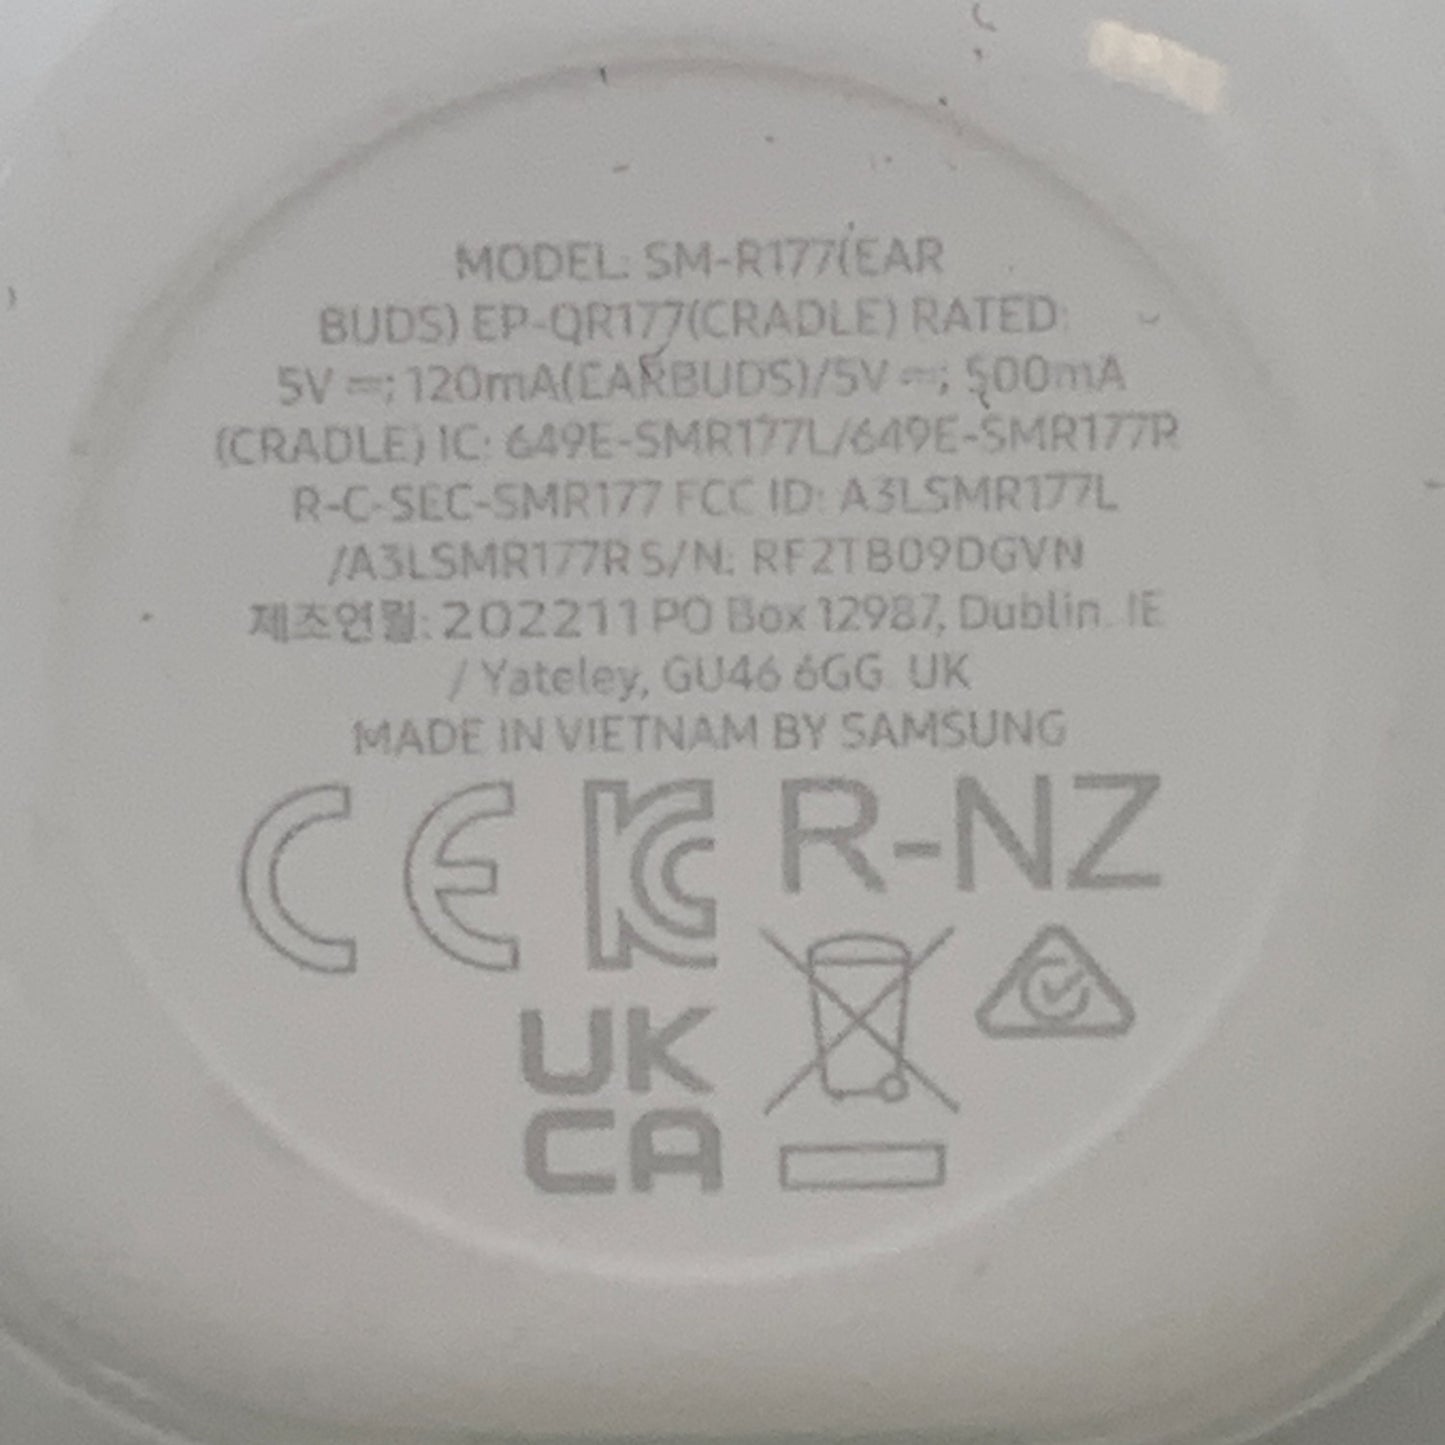 MODEL: SM-R177(EAR
BUDS) EP-QR177(CRADLE) RATED:
5V ⎓; 120mA(EARBUDS)/5V ⎓; 500mA
(CRADLE) IC: 649E-SMR177L/649E-SMR177R
R-C-SEC-SMR177 FCC ID: A3LSMR177L
/A3LSMR177R S/N: RF2TB09DGVN
제조연월: 202211 PO Box 12987, Dublin. IE
/ Yateley, GU46 6GG. UK
MADE IN VIETNAM BY SAMSUNG
CE KC R-NZ
UK
CA